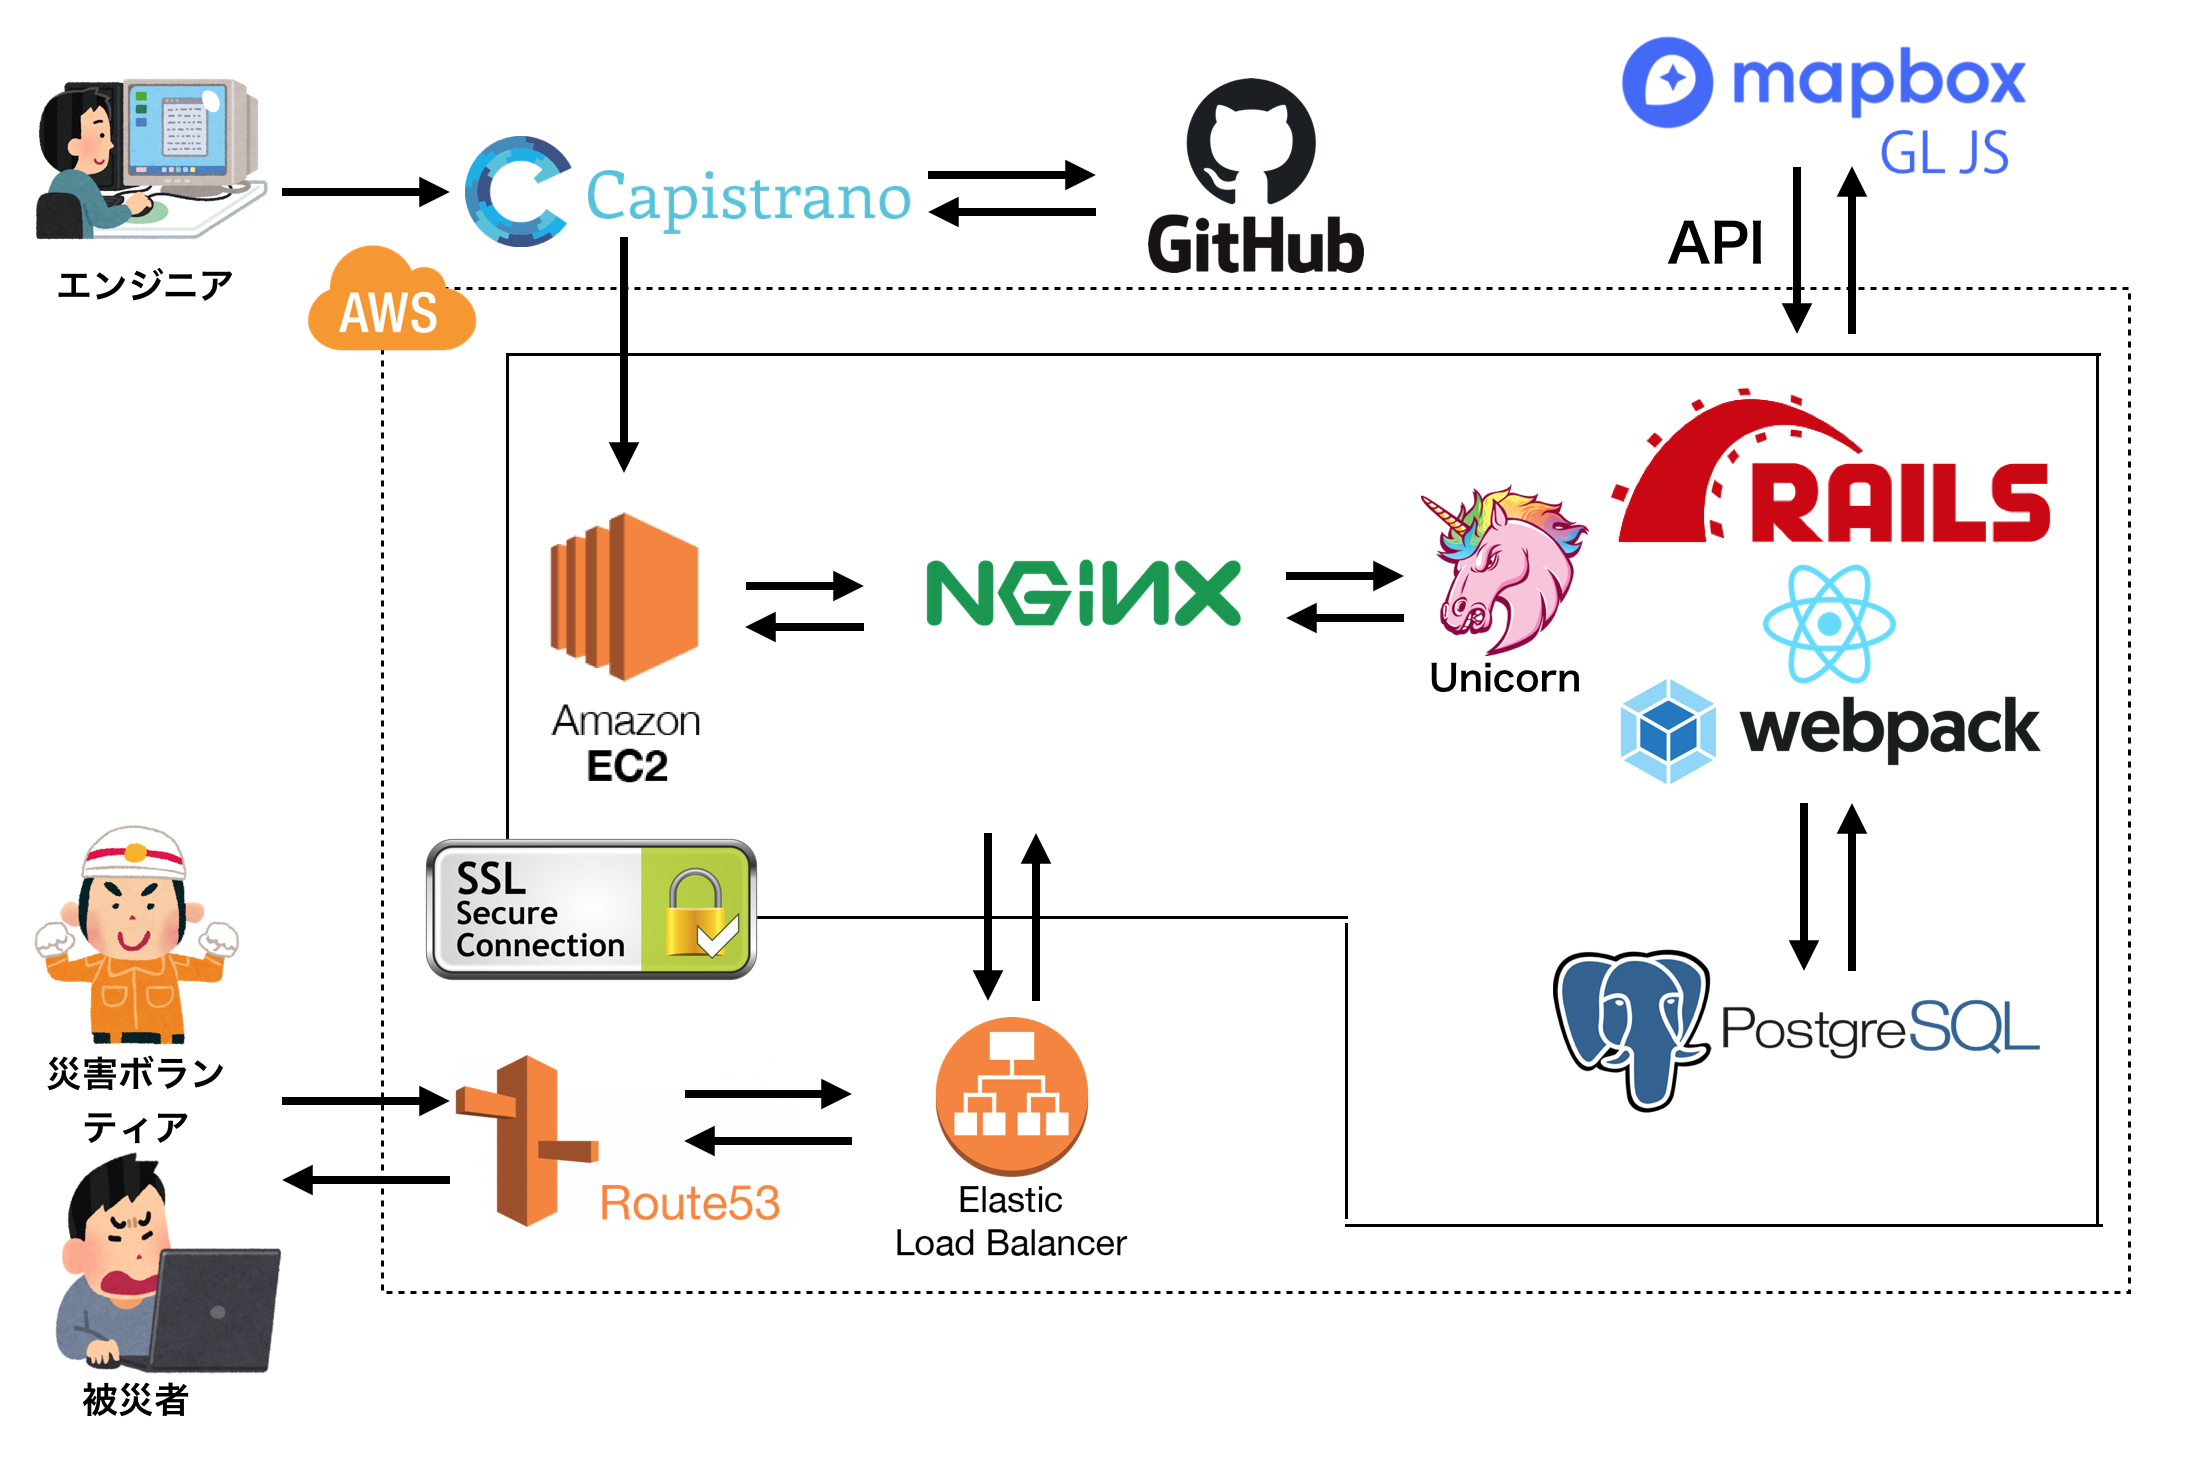 エンジニア
Capistrano
GitHub
mapbox
GL JS
API
AWS
RAILS
NGiNX
Unicorn
webpack
Amazon
EC2
SSL
Secure
Connection
PostgreSQL
災害ボラン
ティア
Route53
Elastic
Load Balancer
被災者